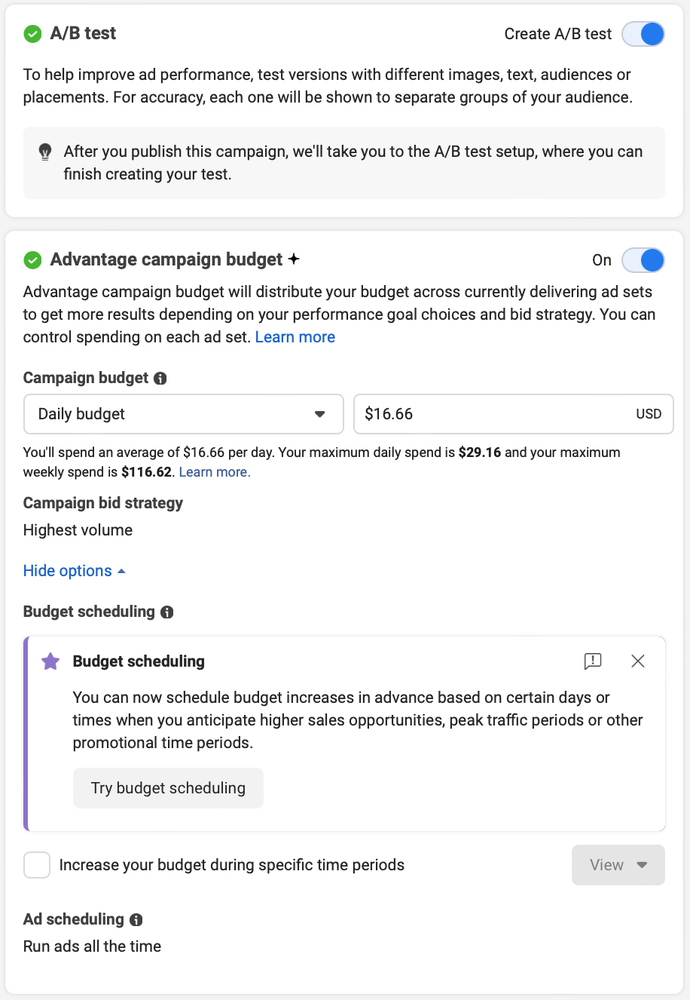 A/B test
Create A/B test
To help improve ad performance, test versions with different images, text, audiences or
placements. For accuracy, each one will be shown to separate groups of your audience.
After you publish this campaign, we'll take you to the A/B test setup, where you can
finish creating your test.
Advantage campaign budget
On
Advantage campaign budget will distribute your budget across currently delivering ad sets
to get more results depending on your performance goal choices and bid strategy. You can
control spending on each ad set. Learn more
Campaign budget
Daily budget
$16.66
USD
You'll spend an average of $16.66 per day. Your maximum daily spend is $29.16 and your maximum
weekly spend is $116.62. Learn more.
Campaign bid strategy
Highest volume
Hide options
Budget scheduling
Budget scheduling
You can now schedule budget increases in advance based on certain days or
times when you anticipate higher sales opportunities, peak traffic periods or other
promotional time periods.
Try budget scheduling
Increase your budget during specific time periods
View
Ad scheduling
Run ads all the time